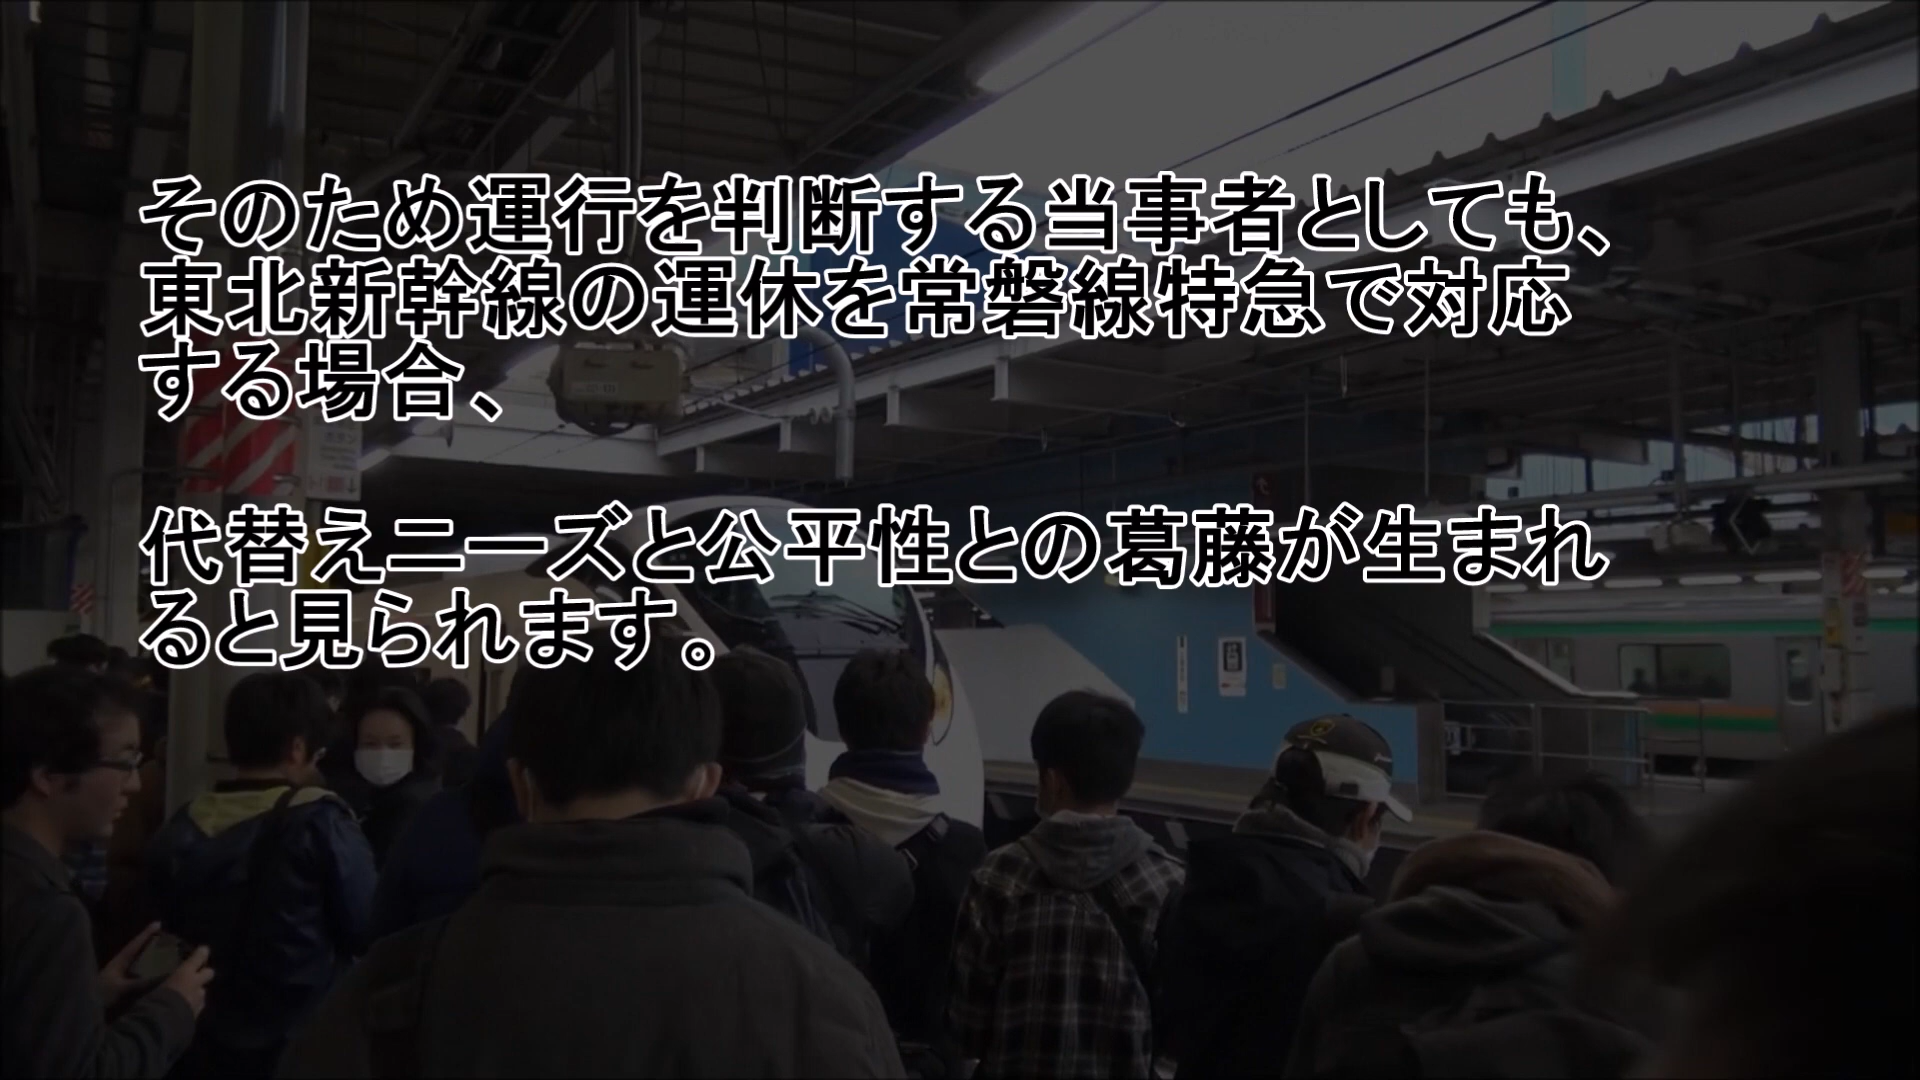 そのため運行を判断する当事者としても、
東北新幹線の運休を常磐線特急で対応
する場合、
代替えニーズと公平性との葛藤が生まれ
ると見られます。